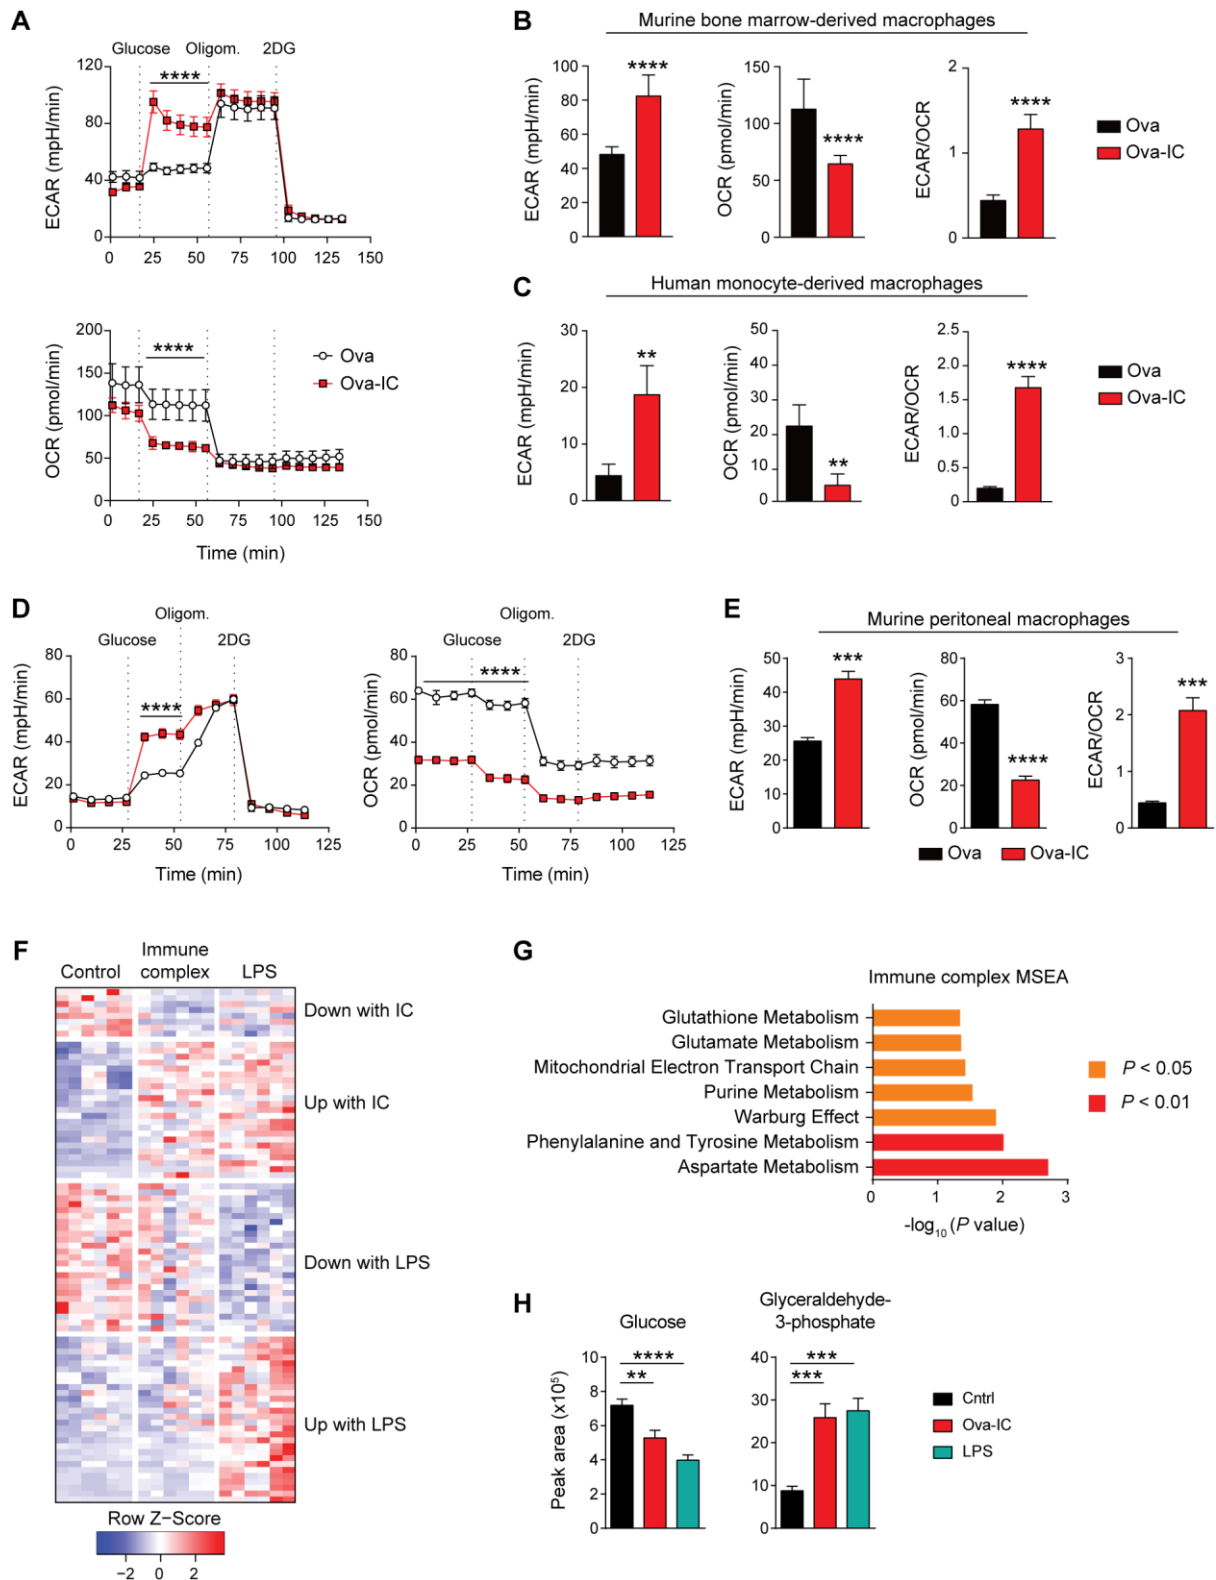 A
Glucose Oligom. 2DG
****
ECAR (mpH/min)
120
80
40
0
0 25 50 75 100 125 150
****
OCR (pmol/min)
200
150
100
50
0
0 25 50 75 100 125 150
Time (min)
Ova
Ova-IC
B
Murine bone marrow-derived macrophages
ECAR (mpH/min)
100
80
60
40
20
0
****
OCR (pmol/min)
150
100
50
0
****
ECAR/OCR
2
1
0
****
Ova
Ova-IC
C
Human monocyte-derived macrophages
ECAR (mpH/min)
30
20
10
0
**
OCR (pmol/min)
50
40
30
20
10
0
**
ECAR/OCR
2.5
2.0
1.5
1.0
0.5
0
****
Ova
Ova-IC
D
Oligom.
Glucose 2DG
ECAR (mpH/min)
80
60
40
20
0
****
0 25 50 75 100 125
Time (min)
Oligom.
Glucose 2DG
OCR (pmol/min)
80
60
40
20
0
****
0 25 50 75 100 125
Time (min)
E
Murine peritoneal macrophages
ECAR (mpH/min)
50
40
30
20
10
0
***
OCR (pmol/min)
80
60
40
20
0
****
ECAR/OCR
3
2
1
0
***
Ova Ova-IC
F
Control Immune complex LPS
Down with IC
Up with IC
Down with LPS
Up with LPS
Row Z−Score
−2 0 2
G
Immune complex MSEA
Glutathione Metabolism
Glutamate Metabolism
Mitochondrial Electron Transport Chain
Purine Metabolism
Warburg Effect
Phenylalanine and Tyrosine Metabolism
Aspartate Metabolism
0 1 2 3
-log10 (P value)
P < 0.05
P < 0.01
H
Glucose
Peak area (x10⁵)
10
8
6
4
2
0
****
**
Glyceraldehyde-
3-phosphate
40
30
20
10
0
***
***
Cntrl
Ova-IC
LPS